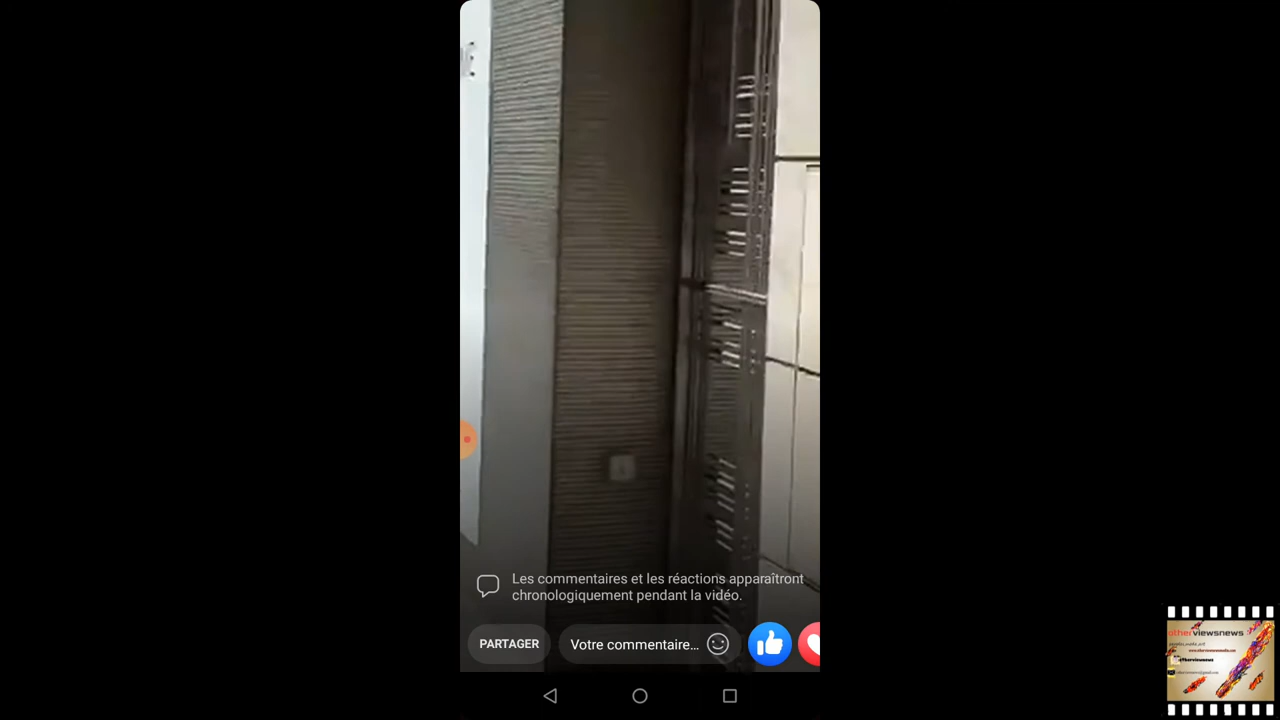 Les commentaires et les réactions apparaîtront
chronologiquement pendant la vidéo.
PARTAGER
Votre commentaire...
otherviewsnews